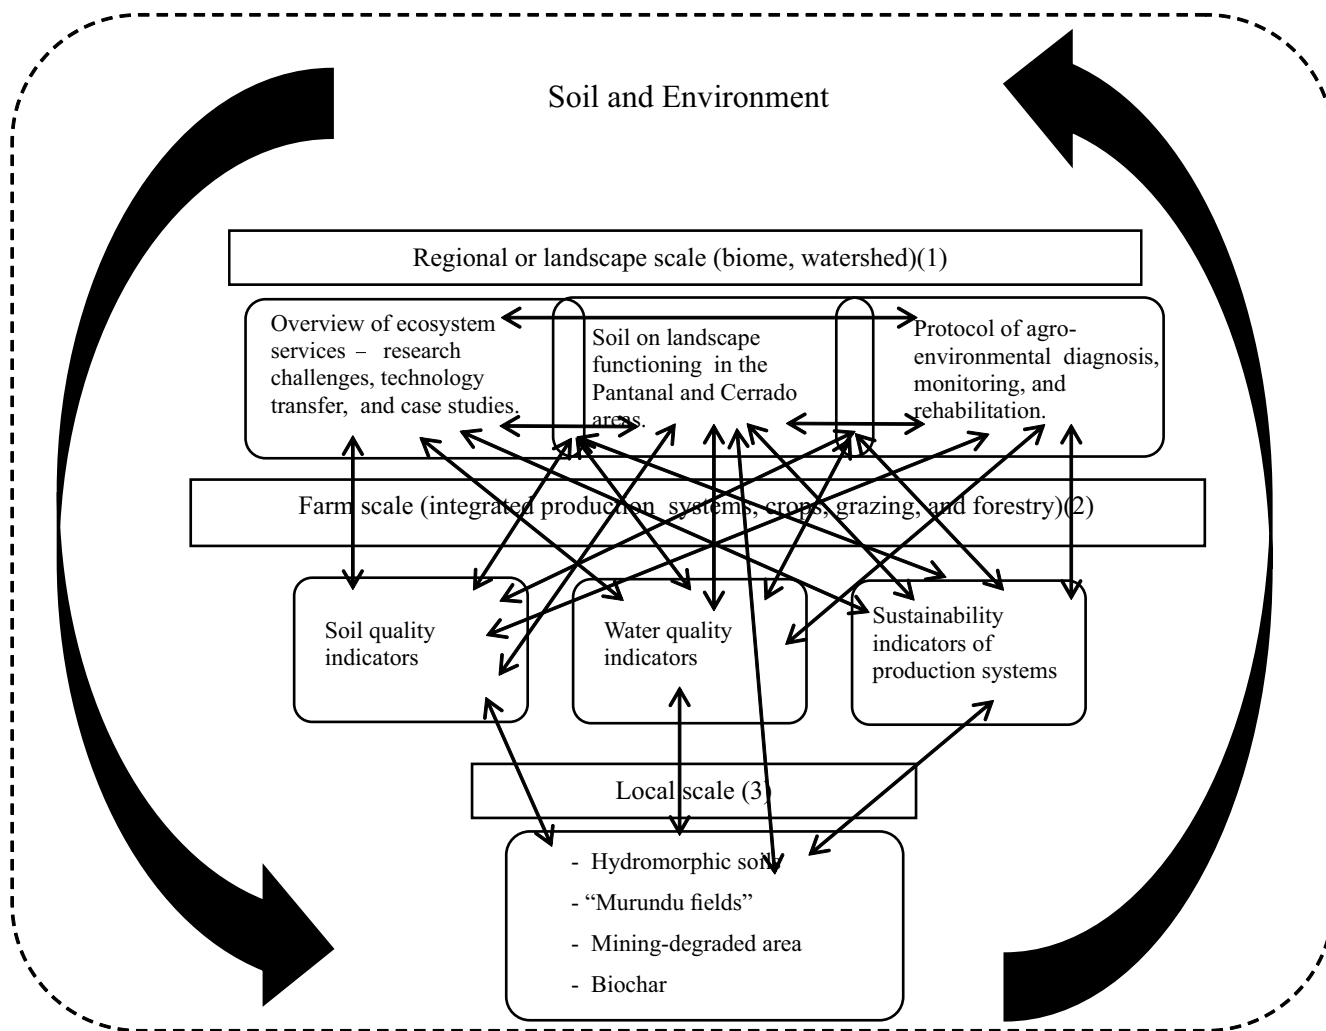 Soil and Environment
Regional or landscape scale (biome, watershed)(1)
Overview of ecosystem
services – research
challenges, technology
transfer, and case studies.
Soil on landscape
functioning in the
Pantanal and Cerrado
areas.
Protocol of agro-
environmental diagnosis,
monitoring, and
rehabilitation.
Farm scale (integrated production systems, crops, grazing, and forestry)(2)
Soil quality
indicators
Water quality
indicators
Sustainability
indicators of
production systems
Local scale (3)
- Hydromorphic soils
- “Murundu fields”
- Mining-degraded area
- Biochar